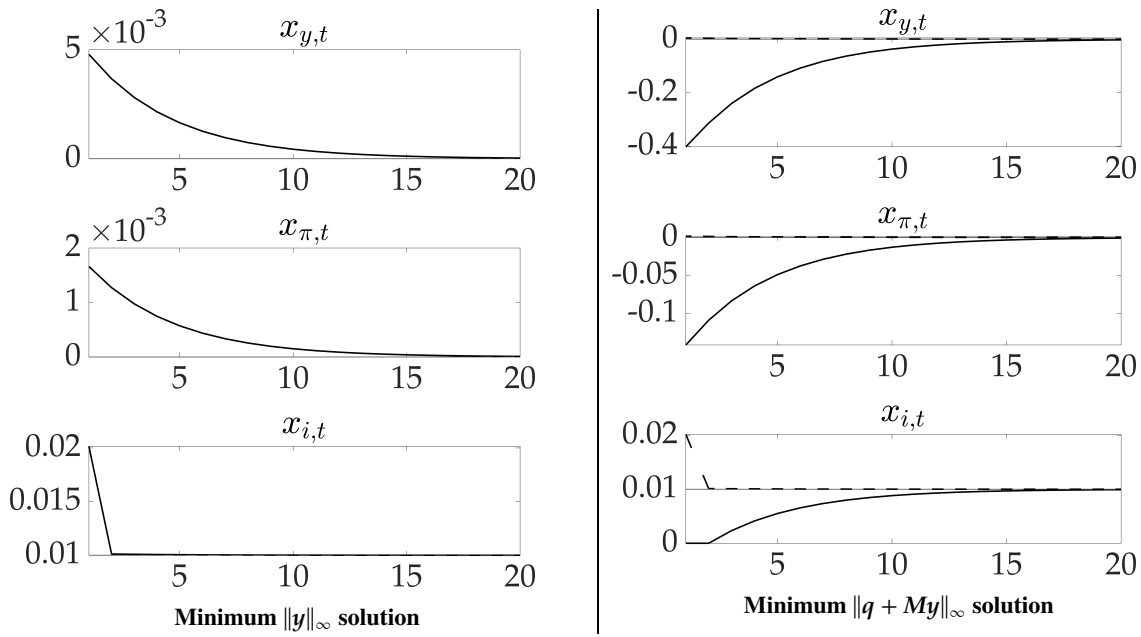 ×10⁻³
x_{y,t}
5
0
5 10 15 20
×10⁻³
x_{π,t}
2
1
0
5 10 15 20
x_{i,t}
0.02
0.015
0.01
5 10 15 20
Minimum ‖y‖∞ solution
x_{y,t}
0
-0.2
-0.4
5 10 15 20
x_{π,t}
0
-0.05
-0.1
5 10 15 20
x_{i,t}
0.02
0.01
0
5 10 15 20
Minimum ‖q + My‖∞ solution